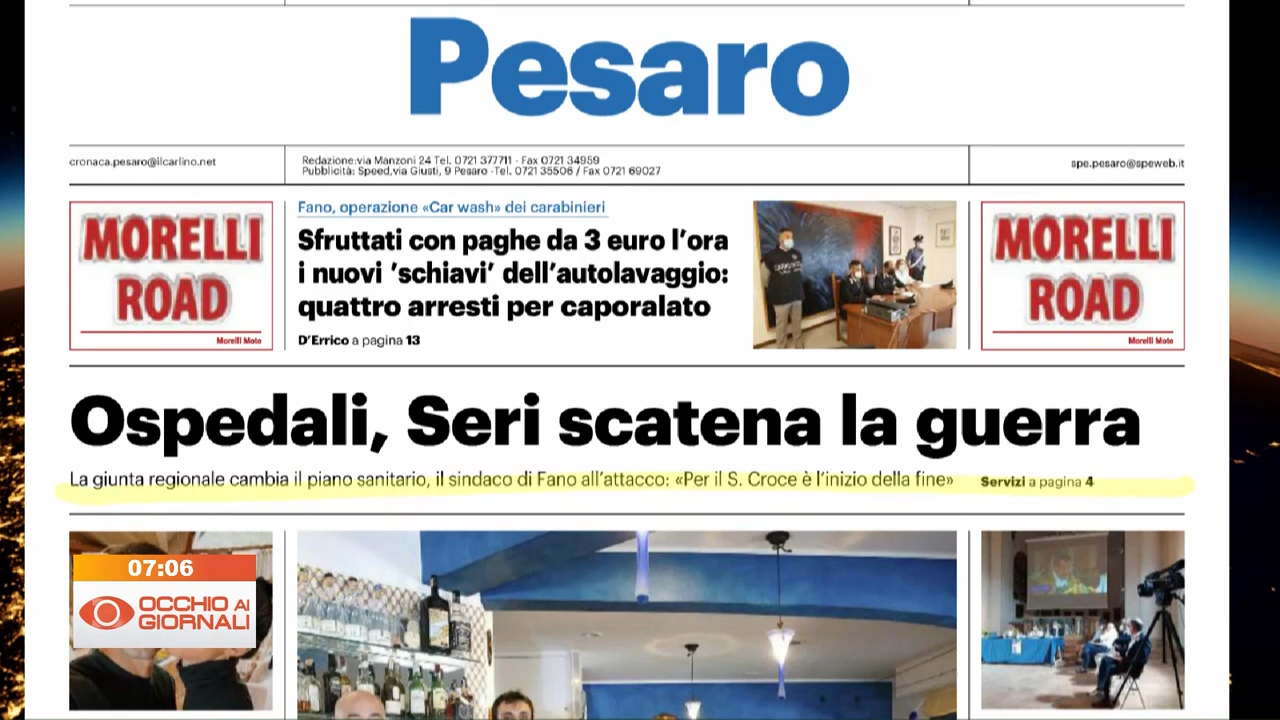 Pesaro
cronaca.pesaro@ilcarlino.net
Redazione:via Manzoni 24 Tel. 0721 377711 - Fax 0721 34959
Pubblicità: Speed,via Giusti, 9 Pesaro -Tel. 0721 35506 / Fax 0721 69027
spe.pesaro@speweb.it
MORELLI
ROAD
Morelli Moto
Fano, operazione «Car wash» dei carabinieri
Sfruttati con paghe da 3 euro l'ora
i nuovi 'schiavi' dell'autolavaggio:
quattro arresti per caporalato
D'Errico a pagina 13
MORELLI
ROAD
Morelli Moto
Ospedali, Seri scatena la guerra
La giunta regionale cambia il piano sanitario, il sindaco di Fano all'attacco: «Per il S. Croce è l'inizio della fine»
Servizi a pagina 4
07:06
OCCHIO AI
GIORNALI